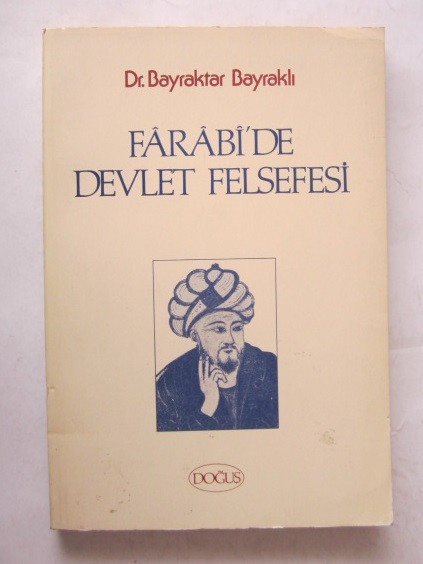 Dr. Bayraktar Bayraklı
FÂRÂBÎ'DE
DEVLET FELSEFESİ
DOĞUŞ